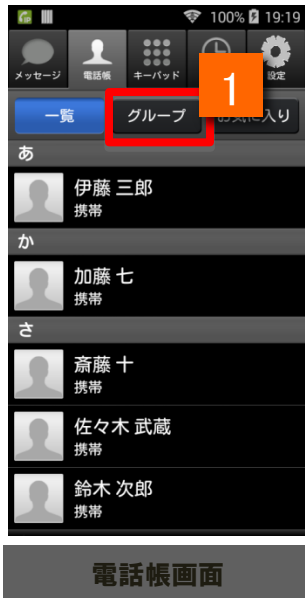 100% 19:19
メッセージ 電話帳 キーパッド 設定
1
一覧 グループ お気に入り
あ
伊藤 三郎
携帯
か
加藤 七
携帯
さ
斎藤 十
携帯
佐々木 武蔵
携帯
鈴木 次郎
携帯
電話帳画面